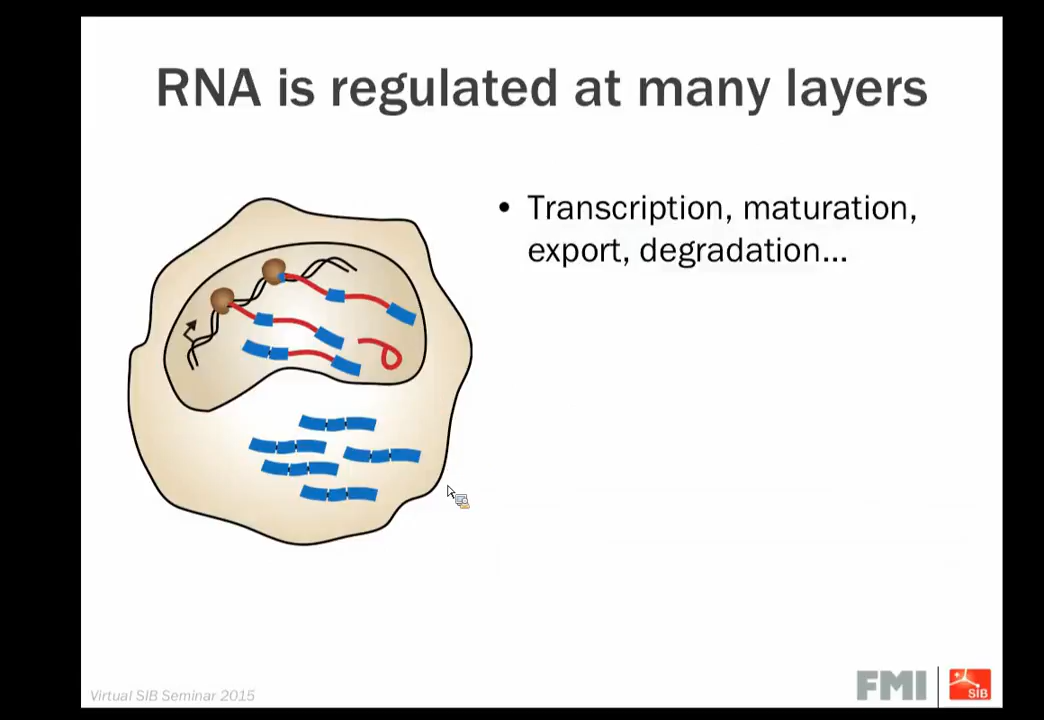 RNA is regulated at many layers
• Transcription, maturation,
export, degradation...
Virtual SIB Seminar 2015
FMI
SIB